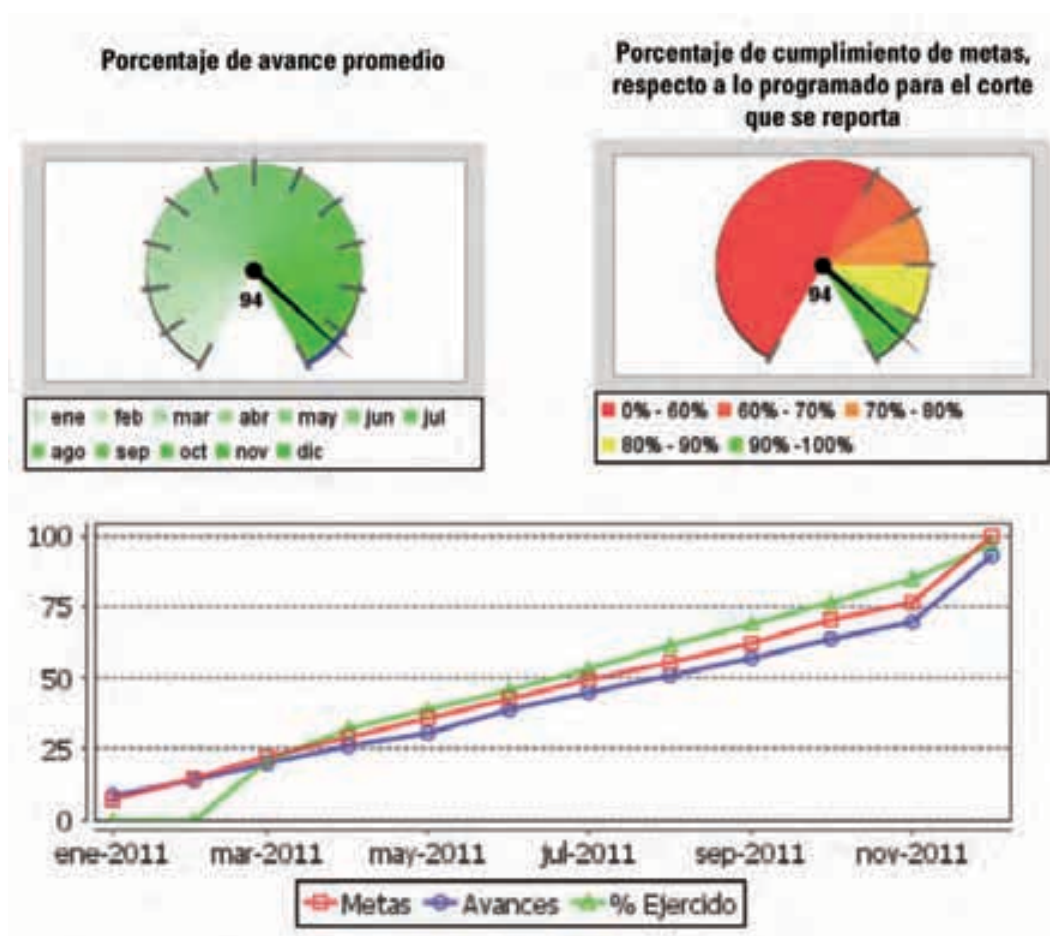 Porcentaje de avance promedio
Porcentaje de cumplimiento de metas,
respecto a lo programado para el corte
que se reporta
94
94
ene feb mar abr may jun jul
ago sep oct nov dic
0% - 60% 60% - 70% 70% - 80%
80% - 90% 90% -100%
100
75
50
25
0
ene-2011 mar-2011 may-2011 jul-2011 sep-2011 nov-2011
Metas Avances % Ejercido